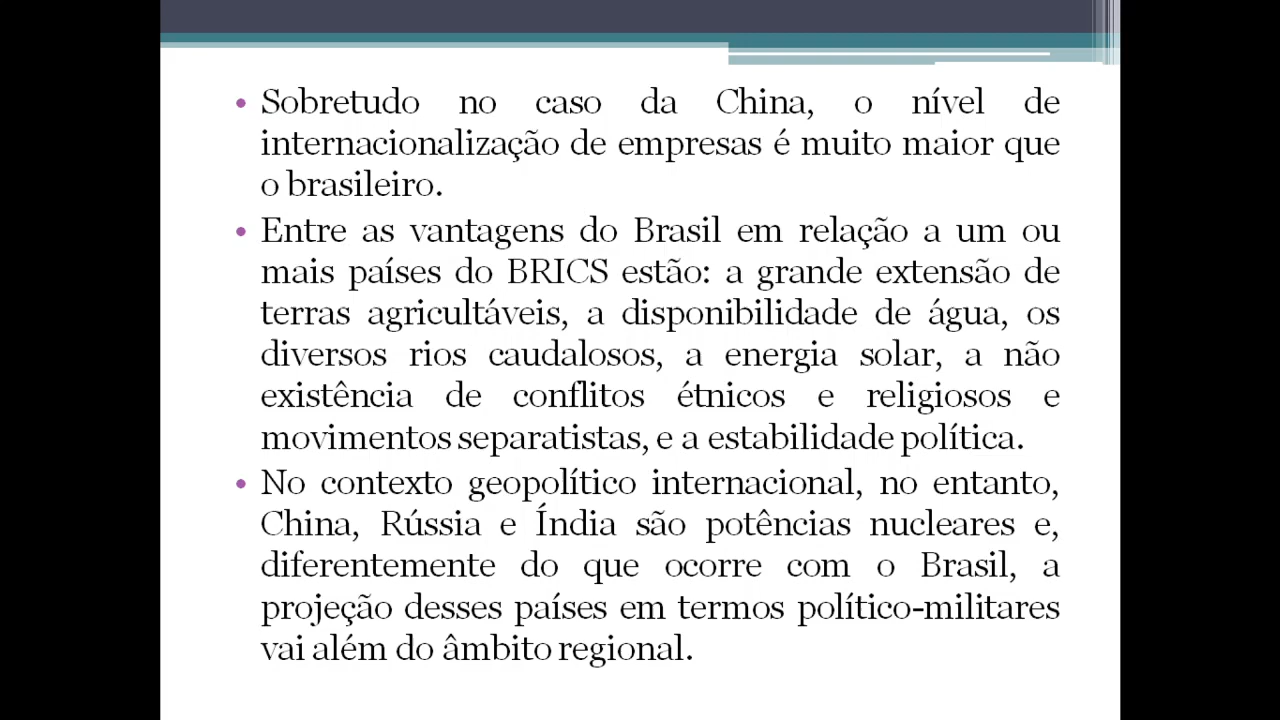 • Sobretudo no caso da China, o nível de
internacionalização de empresas é muito maior que
o brasileiro.
• Entre as vantagens do Brasil em relação a um ou
mais países do BRICS estão: a grande extensão de
terras agricultáveis, a disponibilidade de água, os
diversos rios caudalosos, a energia solar, a não
existência de conflitos étnicos e religiosos e
movimentos separatistas, e a estabilidade política.
• No contexto geopolítico internacional, no entanto,
China, Rússia e Índia são potências nucleares e,
diferentemente do que ocorre com o Brasil, a
projeção desses países em termos político-militares
vai além do âmbito regional.